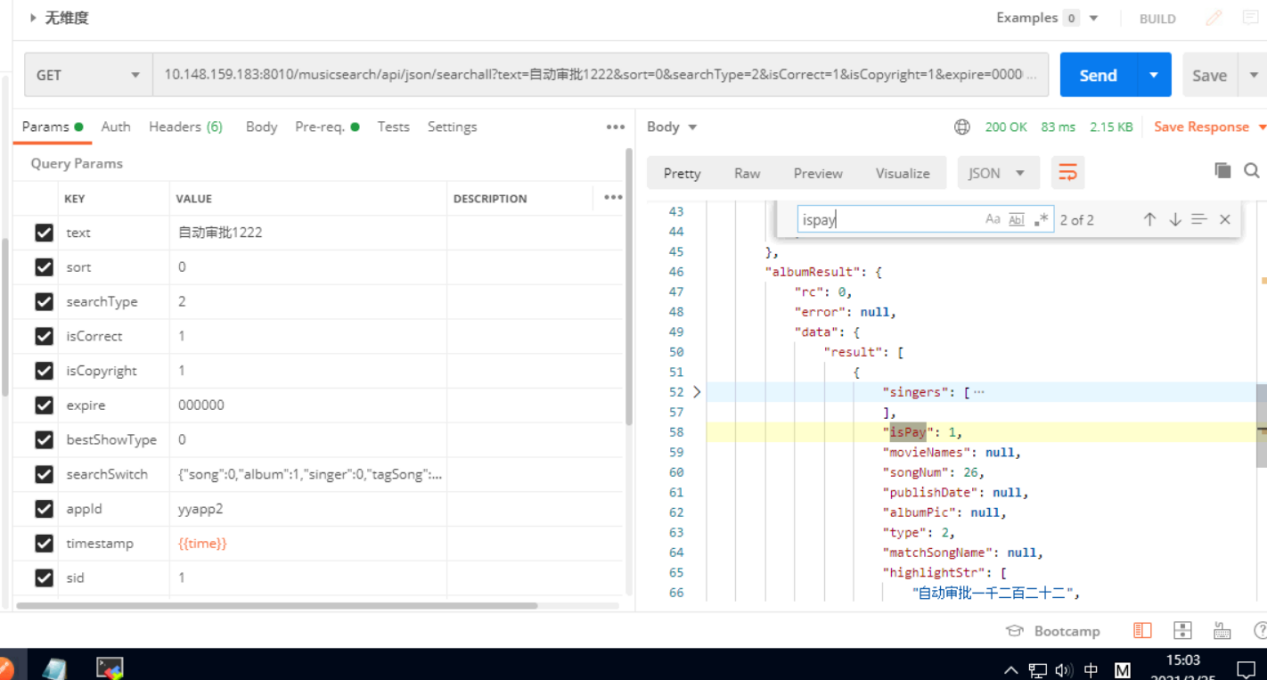 无维度
Examples 0
BUILD
GET
10.148.159.183:8010/musicsearch/api/json/searchall?text=自动审批1222&sort=0&searchType=2&isCorrect=1&isCopyright=1&expire=0000 ...
Send
Save
Params
Auth
Headers (6)
Body
Pre-req.
Tests
Settings
Query Params
KEY VALUE DESCRIPTION
text 自动审批1222
sort 0
searchType 2
isCorrect 1
isCopyright 1
expire 000000
bestShowType 0
searchSwitch {"song":0,"album":1,"singer":0,"tagSong":...
appId yyapp2
timestamp {{time}}
sid 1
Body
200 OK 83 ms 2.15 KB Save Response
Pretty Raw Preview Visualize JSON
ispay Aa Abl .* 2 of 2
43
44
45 },
46 "albumResult": {
47 "rc": 0,
48 "error": null,
49 "data": {
50 "result": [
51 {
52 "singers": [ ...
57 ],
58 "isPay": 1,
59 "movieNames": null,
60 "songNum": 26,
61 "publishDate": null,
62 "albumPic": null,
63 "type": 2,
64 "matchSongName": null,
65 "highlightStr": [
66 "自动审批一千二百二十二",
Bootcamp
中 M
15:03
2021/2/25